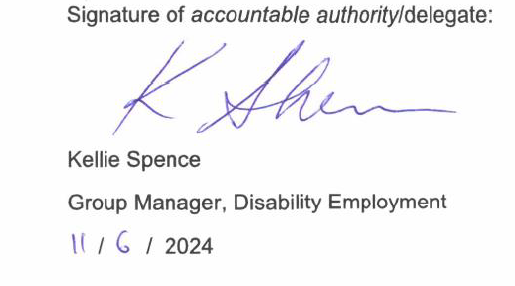 Signature of accountable authority/delegate:
Kellie Spence
Group Manager, Disability Employment
11 / 6 / 2024